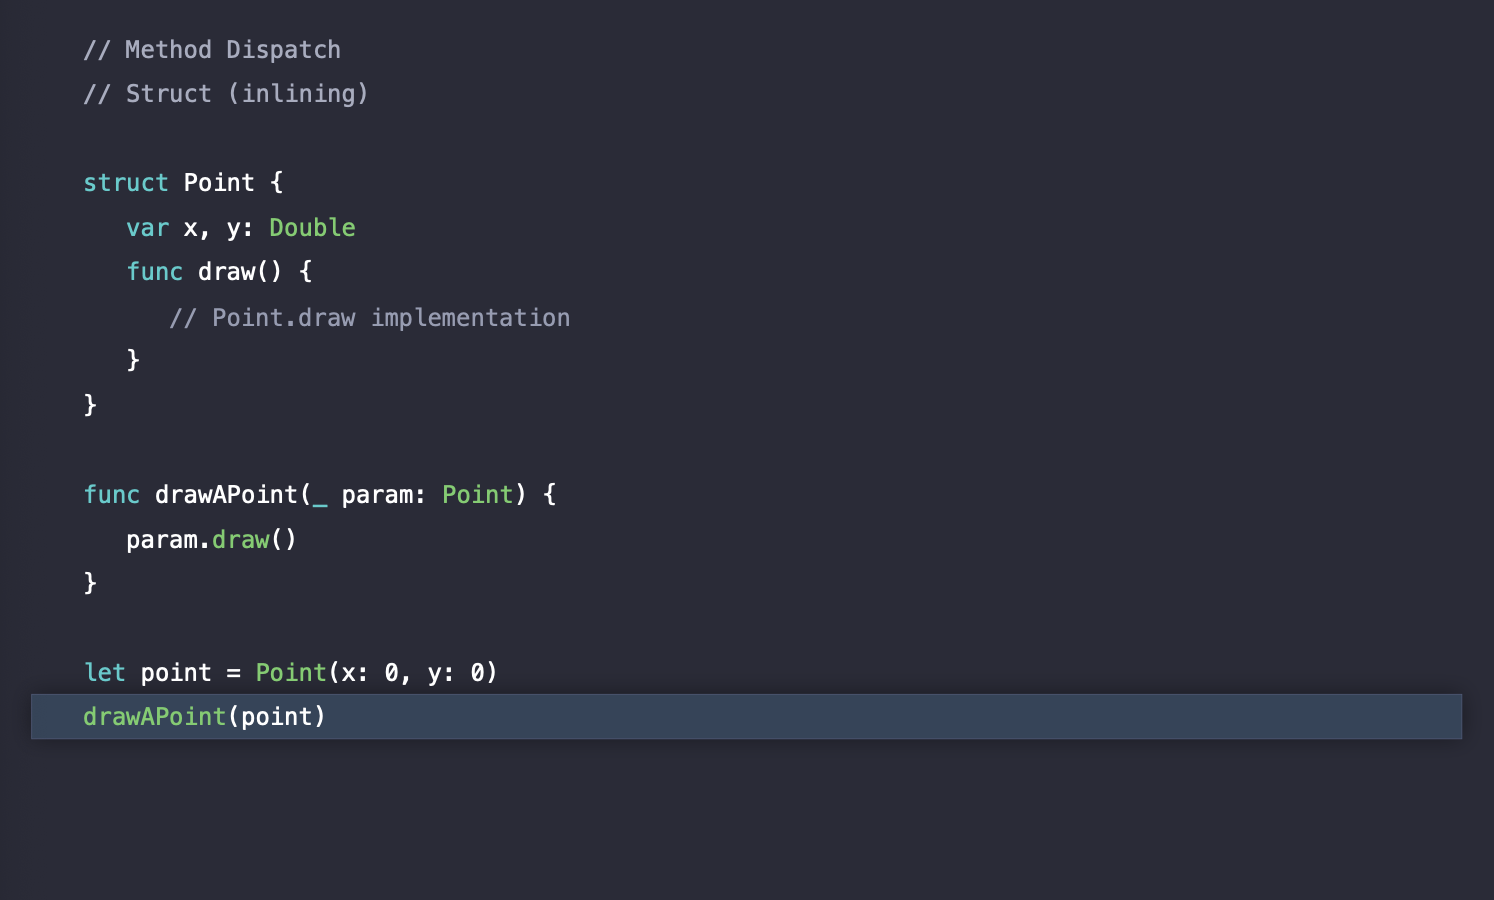 // Method Dispatch
// Struct (inlining)
struct Point {
   var x, y: Double
   func draw() {
      // Point.draw implementation
   }
}
func drawAPoint(_ param: Point) {
   param.draw()
}
let point = Point(x: 0, y: 0)
drawAPoint(point)